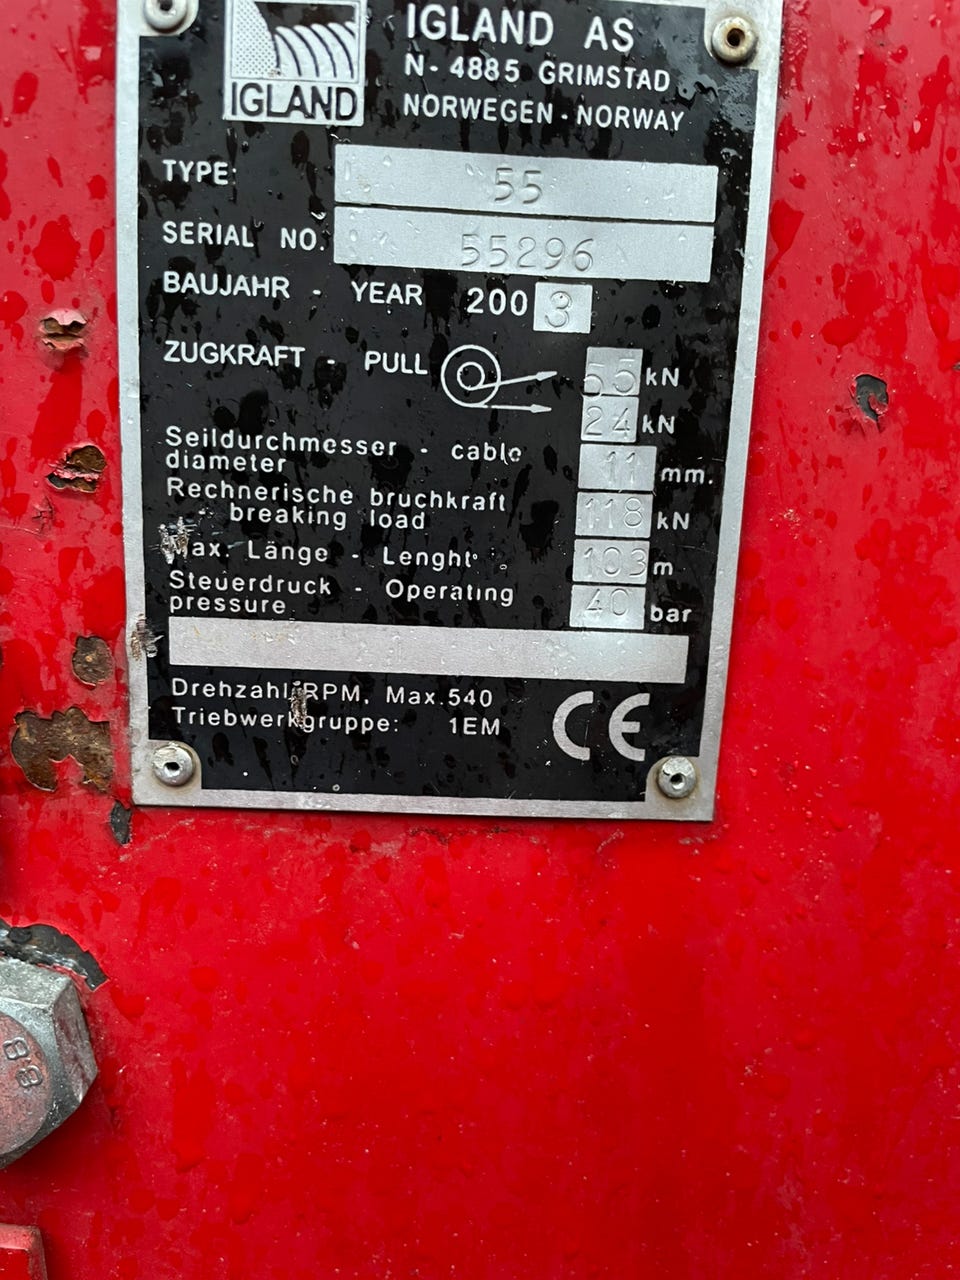 IGLAND
IGLAND AS
N- 4885 GRIMSTAD
NORWEGEN - NORWAY
TYPE: 55
SERIAL NO. 55296
BAUJAHR - YEAR 2003
ZUGKRAFT - PULL 55 kN
24 kN
Seildurchmesser - cable
diameter 11 mm.
Rechnerische bruchkraft
breaking load 118 kN
Max. Länge - Lenght 103 m
Steuerdruck - Operating
pressure 40 bar
Drehzahl/RPM, Max.540
Triebwerkgruppe: 1EM
CE
88